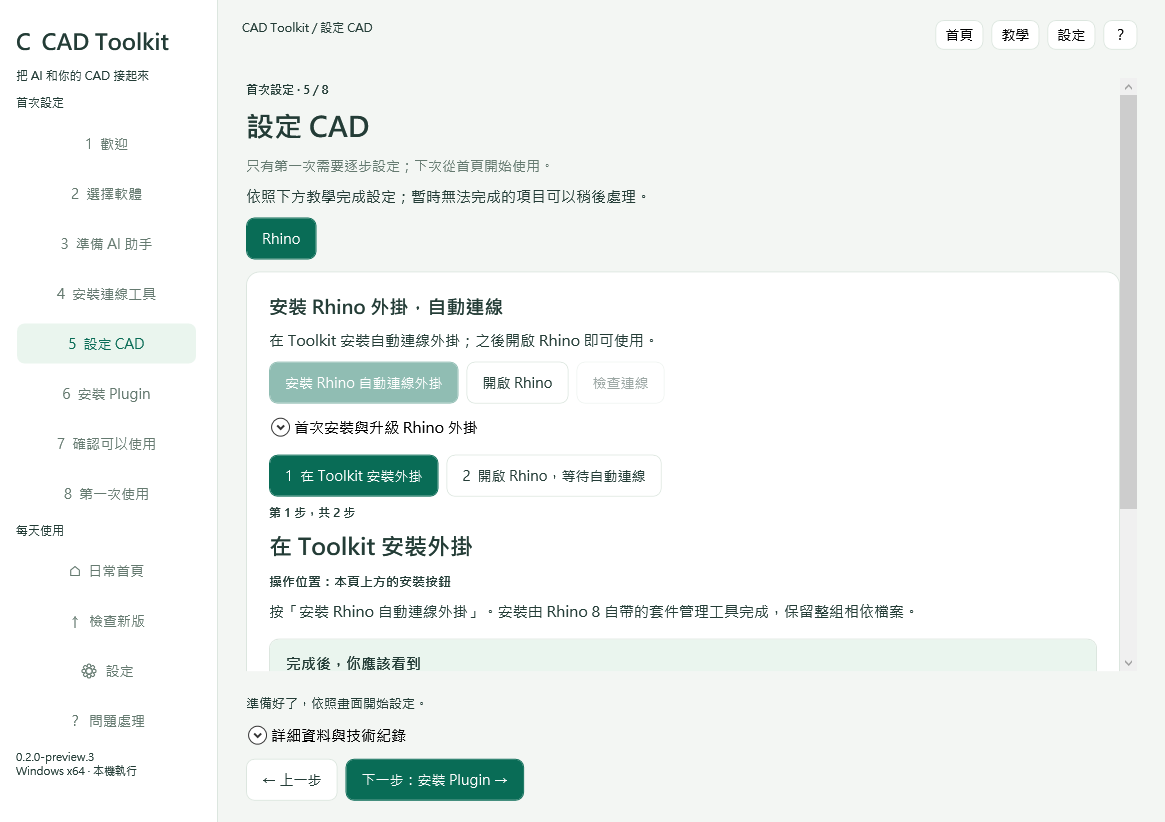 C CAD Toolkit
把 AI 和你的 CAD 接起來
首次設定
1 歡迎
2 選擇軟體
3 準備 AI 助手
4 安裝連線工具
5 設定 CAD
6 安裝 Plugin
7 確認可以使用
8 第一次使用
每天使用
日常首頁
↑ 檢查新版
設定
? 問題處理
0.2.0-preview.3
Windows x64 · 本機執行
CAD Toolkit / 設定 CAD
首頁
教學
設定
?
首次設定 · 5 / 8
設定 CAD
只有第一次需要逐步設定；下次從首頁開始使用。
依照下方教學完成設定；暫時無法完成的項目可以稍後處理。
Rhino
安裝 Rhino 外掛，自動連線
在 Toolkit 安裝自動連線外掛；之後開啟 Rhino 即可使用。
安裝 Rhino 自動連線外掛
開啟 Rhino
檢查連線
首次安裝與升級 Rhino 外掛
1 在 Toolkit 安裝外掛
2 開啟 Rhino，等待自動連線
第 1 步，共 2 步
在 Toolkit 安裝外掛
操作位置：本頁上方的安裝按鈕
按「安裝 Rhino 自動連線外掛」。安裝由 Rhino 8 自帶的套件管理工具完成，保留整組相依檔案。
完成後，你應該看到
準備好了，依照畫面開始設定。
詳細資料與技術紀錄
← 上一步
下一步：安裝 Plugin →